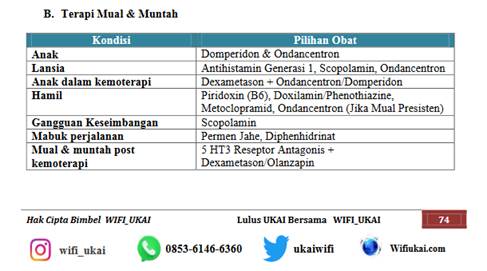 B. Terapi Mual & Muntah
Kondisi Pilihan Obat
Anak Domperidon & Ondancentron
Lansia Antihistamin Generasi 1, Scopolamin, Ondancentron
Anak dalam kemoterapi Dexametason + Ondancentron/Domperidon
Hamil Piridoxin (B6), Doxilamin/Phenothiazine,
Metoclopramid, Ondancentron (Jika Mual Presisten)
Gangguan Keseimbangan Scopolamin
Mabuk perjalanan Permen Jahe, Diphenhidrinat
Mual & muntah post 5 HT3 Reseptor Antagonis +
kemoterapi Dexametason/Olanzapin
Hak Cipta Bimbel WIFI_UKAI Lulus UKAI Bersama WIFI_UKAI 74
wifi_ukai 0853-6146-6360 ukaiwifi Wifiukai.com